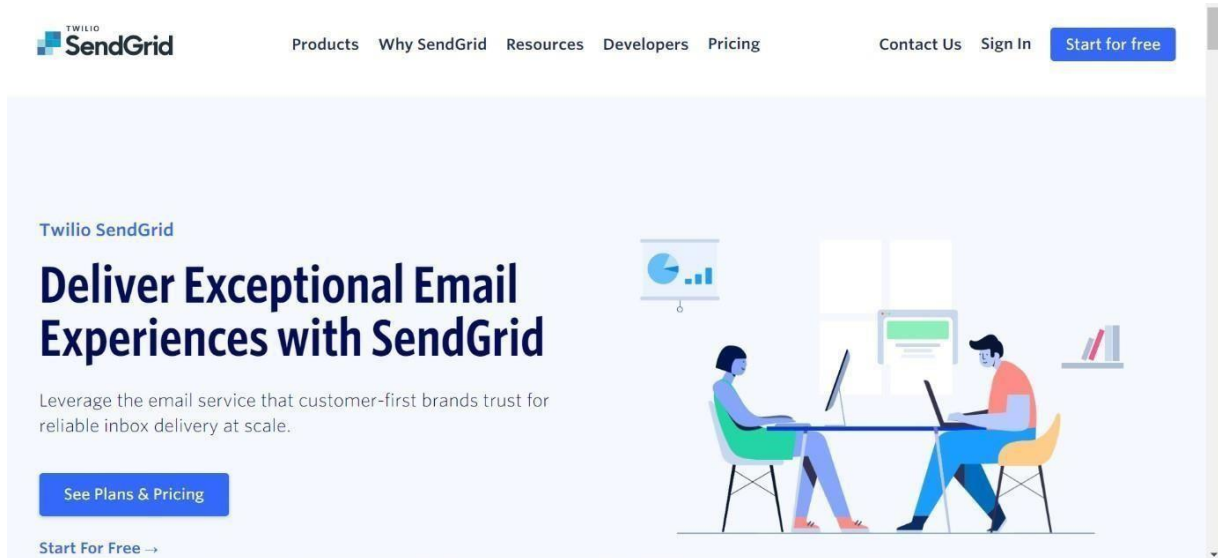 TWILIO
SendGrid
Products Why SendGrid Resources Developers Pricing
Contact Us Sign In Start for free
Twilio SendGrid
Deliver Exceptional Email
Experiences with SendGrid
Leverage the email service that customer-first brands trust for
reliable inbox delivery at scale.
See Plans & Pricing
Start For Free →